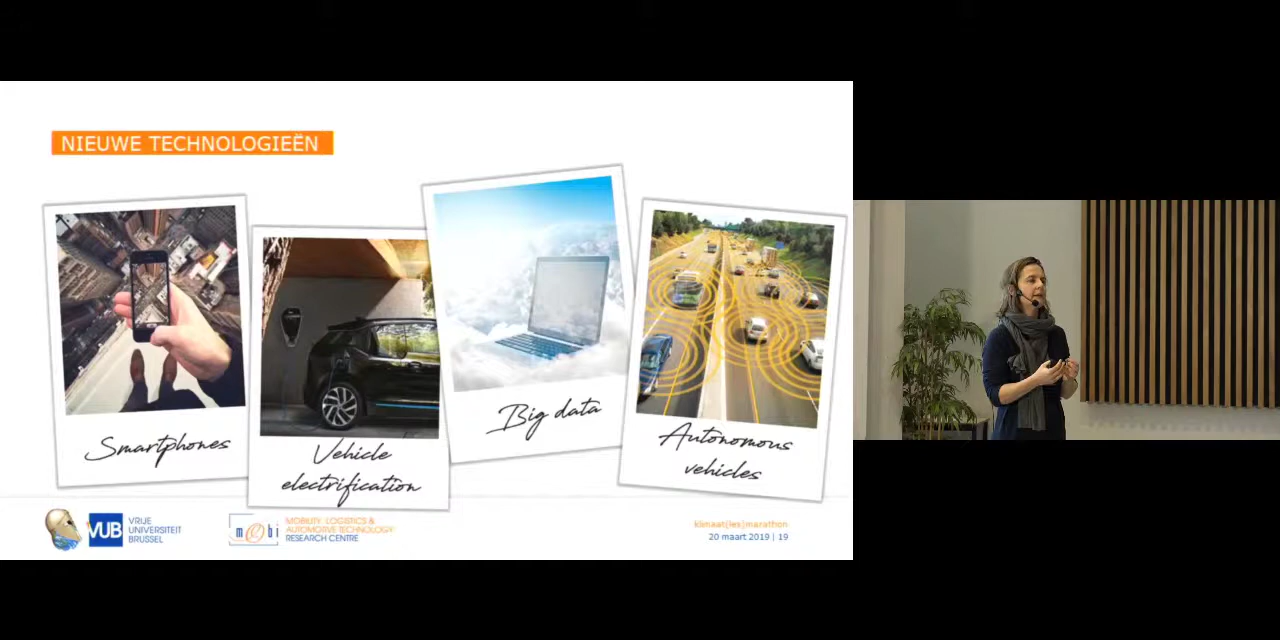 NIEUWE TECHNOLOGIEËN
Smartphones
Vehicle
electrification
Big data
Autonomous
vehicles
VUB
VRIJE
UNIVERSITEIT
BRUSSEL
mobi
MOBILITY, LOGISTICS &
AUTOMOTIVE TECHNOLOGY
RESEARCH CENTRE
klimaat(les)marathon
20 maart 2019 | 19